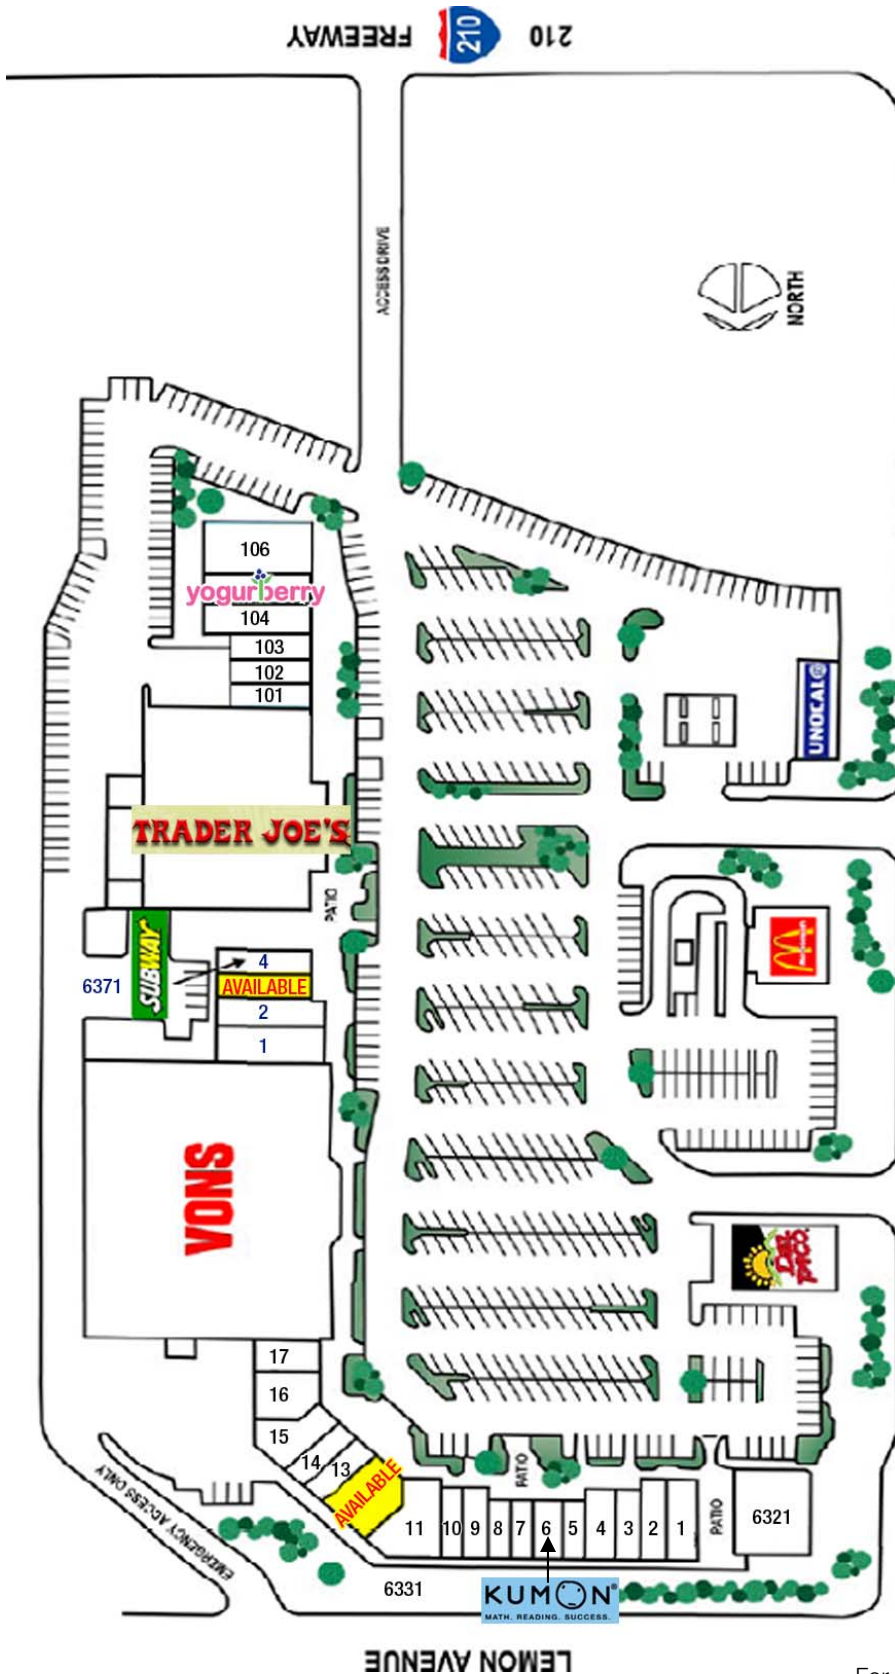 210 FREEWAY
210
ACCESS DRIVE
NORTH
106
yogurberry
104
103
102
101
UNOCAL®
TRADER JOE'S
PATIO
SUBWAY
6371
4
AVAILABLE
2
1
McDonald's
VONS
DEL TACO
17
16
15
14
13
AVAILABLE
11
10
9
8
7
6
5
4
3
2
1
PATIO
PATIO
6321
EMERGENCY ACCESS ONLY
6331
KUMON®
MATH. READING. SUCCESS.
LEMON AVENUE
For